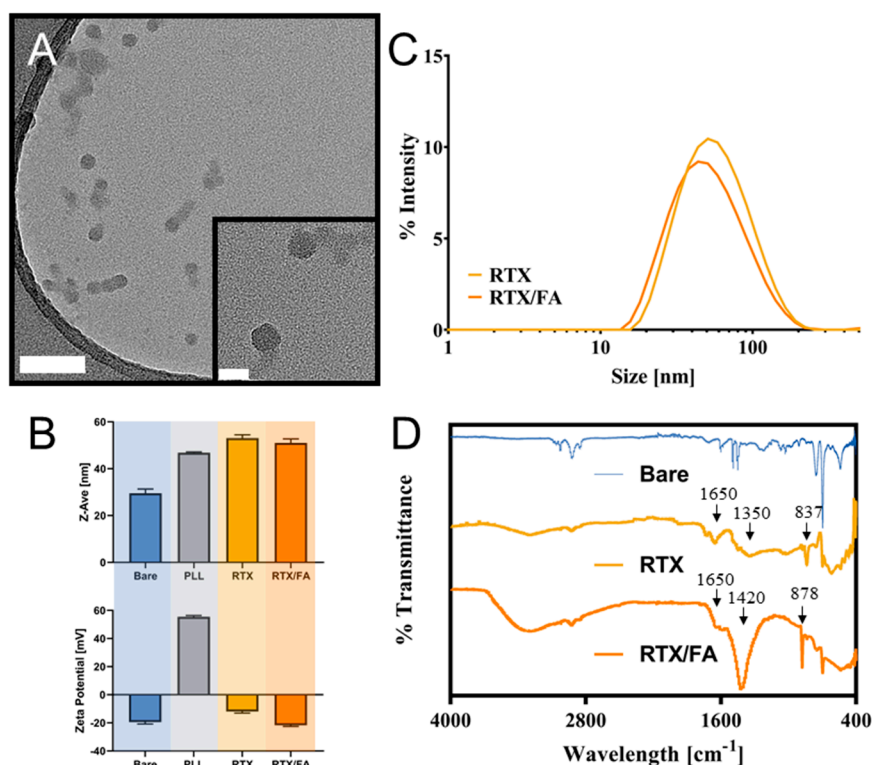 A
C
15
10
5
0
% Intensity
RTX
RTX/FA
1
10
100
Size [nm]
B
60
40
20
0
Z-Ave [nm]
Bare
PLL
RTX
RTX/FA
60
40
20
0
-20
-40
Zeta Potential [mV]
Bare
PLL
RTX
RTX/FA
D
% Transmittance
Bare
1650
1350
837
RTX
1650
1420
878
RTX/FA
4000
2800
1600
400
Wavelength [cm-1]